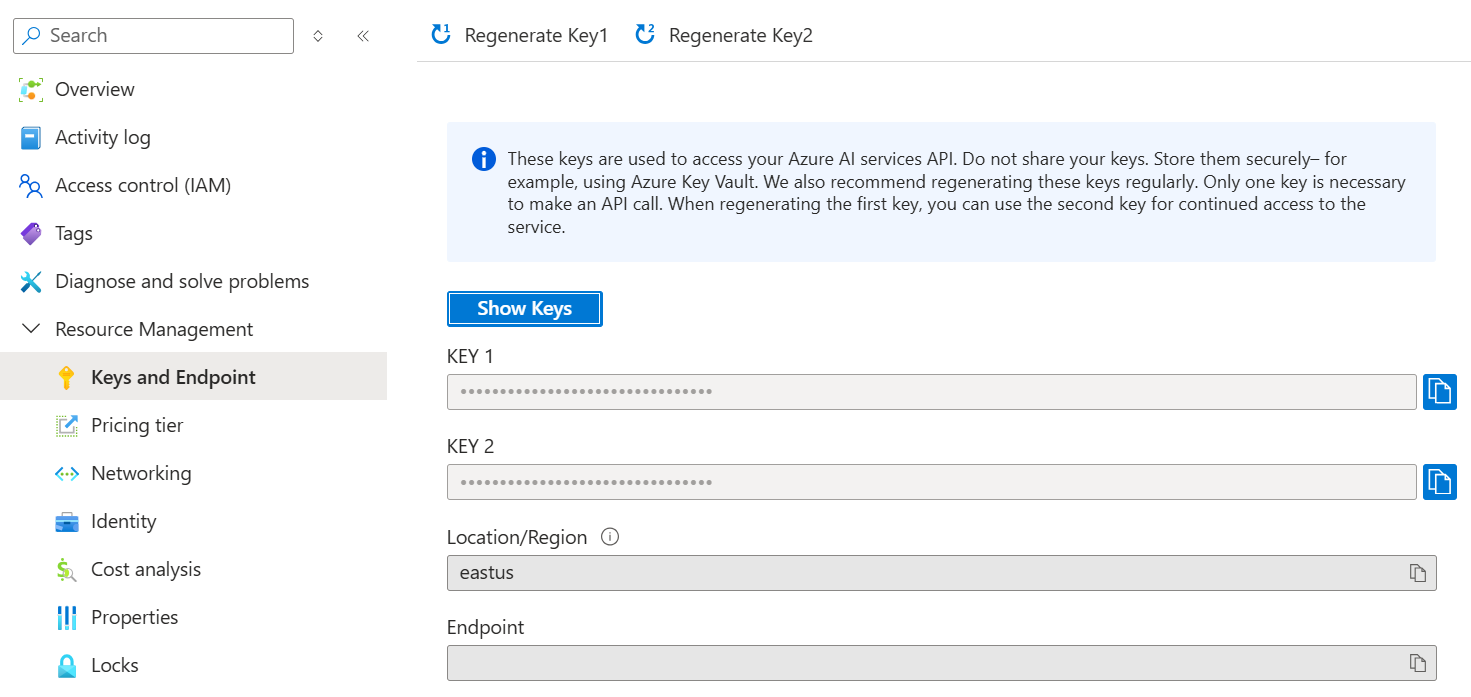 Search
Overview
Activity log
Access control (IAM)
Tags
Diagnose and solve problems
Resource Management
Keys and Endpoint
Pricing tier
Networking
Identity
Cost analysis
Properties
Locks
1 Regenerate Key1
2 Regenerate Key2
These keys are used to access your Azure AI services API. Do not share your keys. Store them securely– for
example, using Azure Key Vault. We also recommend regenerating these keys regularly. Only one key is necessary
to make an API call. When regenerating the first key, you can use the second key for continued access to the
service.
Show Keys
KEY 1
••••••••••••••••••••••••••••••••
KEY 2
••••••••••••••••••••••••••••••••
Location/Region
eastus
Endpoint